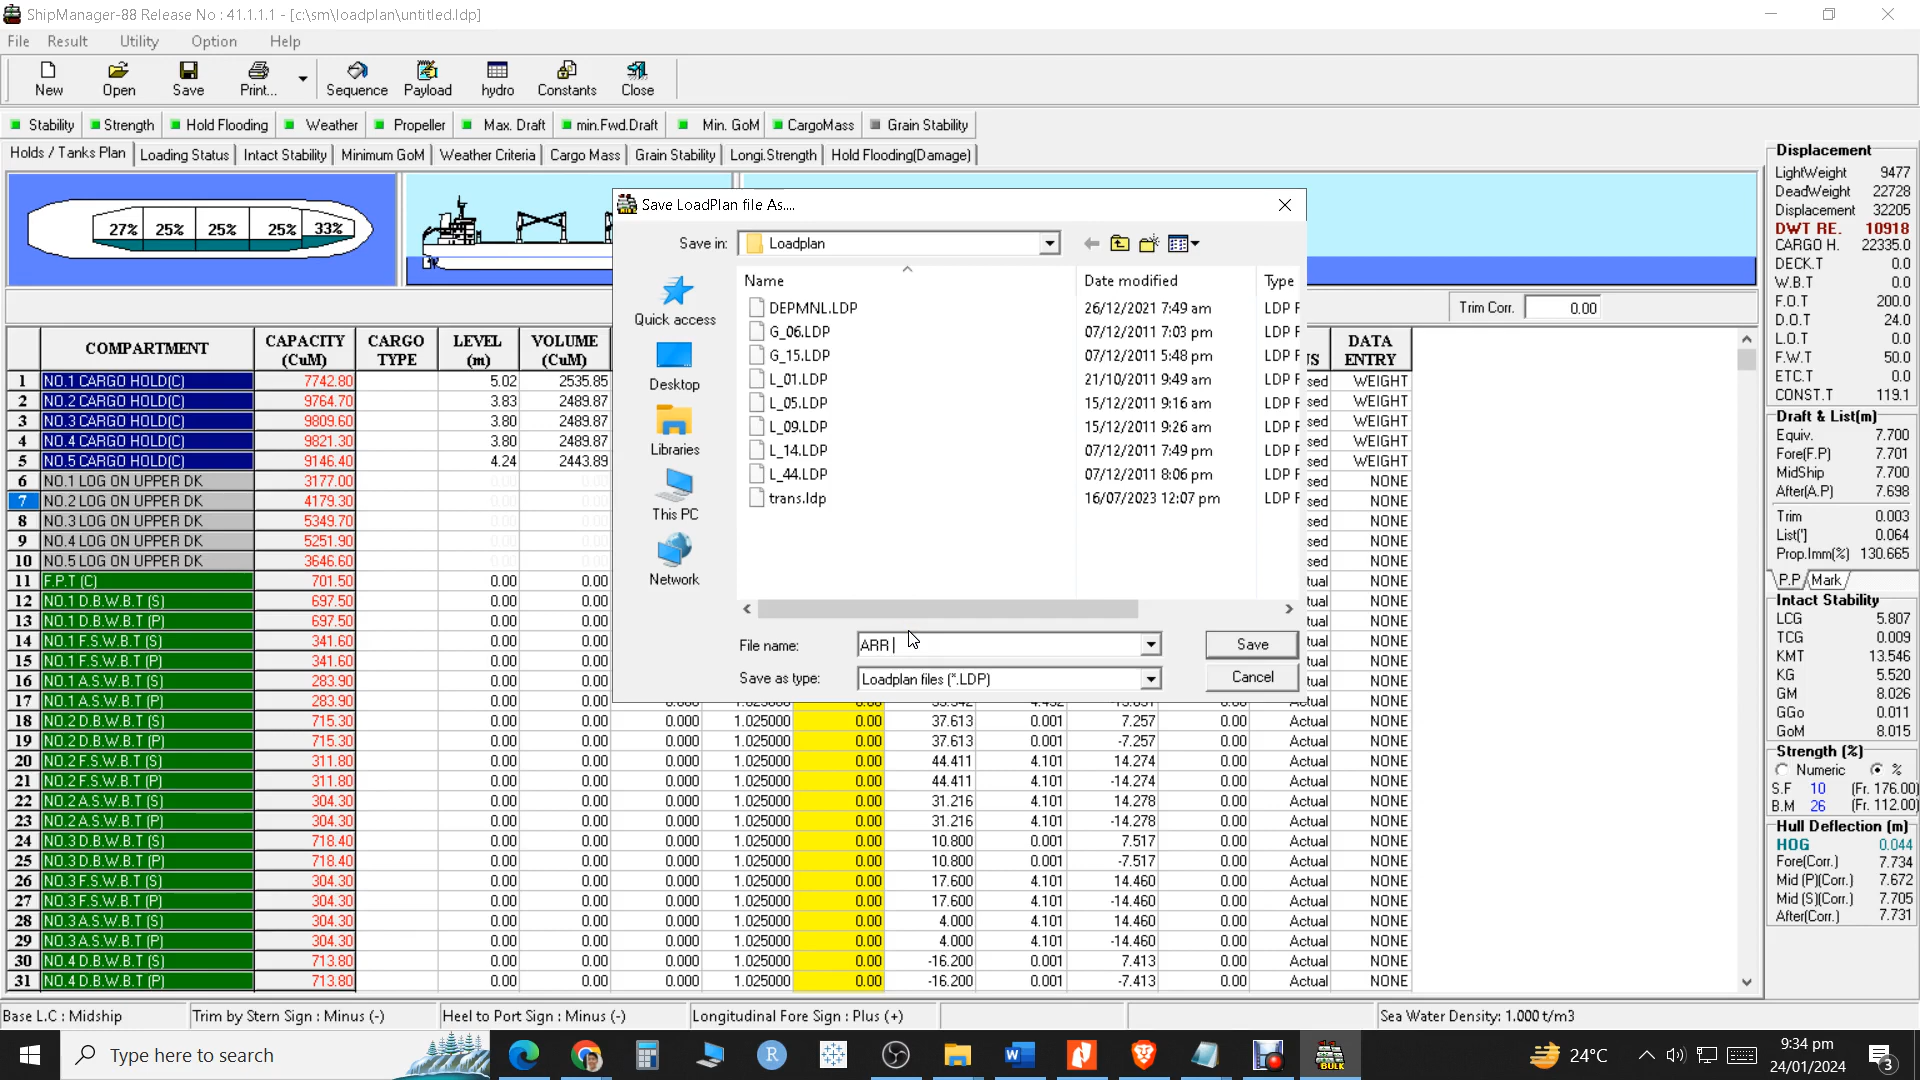 ShipManager-88 Release No : 41.1.1.1 - [c:\sm\loadplan\untitled.ldp]
File Result Utility Option Help
New Open Save Print... Sequence Payload hydro Constants Close
Stability Strength Hold Flooding Weather Propeller Max. Draft min.Fwd.Draft Min. GoM CargoMass Grain Stability
Holds / Tanks Plan Loading Status Intact Stability Minimum GoM Weather Criteria Cargo Mass Grain Stability Longi.Strength Hold Flooding(Damage)
27% 25% 25% 25% 33%
Trim Corr. 0.00
Save LoadPlan file As....
Save in: Loadplan
Quick access
Desktop
Libraries
This PC
Network
Name Date modified Type
DEPMNL.LDP 26/12/2021 7:49 am LDP F
G_06.LDP 07/12/2011 7:03 pm LDP F
G_15.LDP 07/12/2011 5:48 pm LDP F
L_01.LDP 21/10/2011 9:49 am LDP F
L_05.LDP 15/12/2011 9:16 am LDP F
L_09.LDP 15/12/2011 9:26 am LDP F
L_14.LDP 07/12/2011 7:49 pm LDP F
L_44.LDP 07/12/2011 8:06 pm LDP F
trans.ldp 16/07/2023 12:07 pm LDP F
File name: ARR Save
Save as type: Loadplan files (*.LDP) Cancel
COMPARTMENT CAPACITY (CuM) CARGO TYPE LEVEL (m) VOLUME (CuM) DATA ENTRY
1 NO.1 CARGO HOLD(C) 7742.80 5.02 2535.85 sed WEIGHT
2 NO.2 CARGO HOLD(C) 9764.70 3.83 2489.87 sed WEIGHT
3 NO.3 CARGO HOLD(C) 9809.60 3.80 2489.87 sed WEIGHT
4 NO.4 CARGO HOLD(C) 9821.30 3.80 2489.87 sed WEIGHT
5 NO.5 CARGO HOLD(C) 9146.40 4.24 2443.89 sed WEIGHT
6 NO.1 LOG ON UPPER DK 3177.00 0.00 0.00 sed NONE
7 NO.2 LOG ON UPPER DK 4179.30 0.00 0.00 sed NONE
8 NO.3 LOG ON UPPER DK 5349.70 0.00 0.00 sed NONE
9 NO.4 LOG ON UPPER DK 5251.90 0.00 0.00 sed NONE
10 NO.5 LOG ON UPPER DK 3646.60 0.00 0.00 sed NONE
11 F.P.T (C) 701.50 0.00 0.00 tual NONE
12 NO.1 D.B.W.B.T (S) 697.50 0.00 0.00 tual NONE
13 NO.1 D.B.W.B.T (P) 697.50 0.00 0.00 tual NONE
14 NO.1 F.S.W.B.T (S) 341.60 0.00 0.00 tual NONE
15 NO.1 F.S.W.B.T (P) 341.60 0.00 0.00 tual NONE
16 NO.1 A.S.W.B.T (S) 283.90 0.00 0.00 tual NONE
17 NO.1 A.S.W.B.T (P) 283.90 0.00 0.00 0.000 1.025000 0.00 0.00 Actual NONE
18 NO.2 D.B.W.B.T (S) 715.30 0.00 0.00 0.000 1.025000 0.00 37.613 0.001 7.257 0.00 Actual NONE
19 NO.2 D.B.W.B.T (P) 715.30 0.00 0.00 0.000 1.025000 0.00 37.613 0.001 -7.257 0.00 Actual NONE
20 NO.2 F.S.W.B.T (S) 311.80 0.00 0.00 0.000 1.025000 0.00 44.411 4.101 14.274 0.00 Actual NONE
21 NO.2 F.S.W.B.T (P) 311.80 0.00 0.00 0.000 1.025000 0.00 44.411 4.101 -14.274 0.00 Actual NONE
22 NO.2 A.S.W.B.T (S) 304.30 0.00 0.00 0.000 1.025000 0.00 31.216 4.101 14.278 0.00 Actual NONE
23 NO.2 A.S.W.B.T (P) 304.30 0.00 0.00 0.000 1.025000 0.00 31.216 4.101 -14.278 0.00 Actual NONE
24 NO.3 D.B.W.B.T (S) 718.40 0.00 0.00 0.000 1.025000 0.00 10.800 0.001 7.517 0.00 Actual NONE
25 NO.3 D.B.W.B.T (P) 718.40 0.00 0.00 0.000 1.025000 0.00 10.800 0.001 -7.517 0.00 Actual NONE
26 NO.3 F.S.W.B.T (S) 304.30 0.00 0.00 0.000 1.025000 0.00 17.600 4.101 14.460 0.00 Actual NONE
27 NO.3 F.S.W.B.T (P) 304.30 0.00 0.00 0.000 1.025000 0.00 17.600 4.101 -14.460 0.00 Actual NONE
28 NO.3 A.S.W.B.T (S) 304.30 0.00 0.00 0.000 1.025000 0.00 4.000 4.101 14.460 0.00 Actual NONE
29 NO.3 A.S.W.B.T (P) 304.30 0.00 0.00 0.000 1.025000 0.00 4.000 4.101 -14.460 0.00 Actual NONE
30 NO.4 D.B.W.B.T (S) 713.80 0.00 0.00 0.000 1.025000 0.00 -16.200 0.001 7.413 0.00 Actual NONE
31 NO.4 D.B.W.B.T (P) 713.80 0.00 0.00 0.000 1.025000 0.00 -16.200 0.001 -7.413 0.00 Actual NONE
Displacement
LightWeight 9477
DeadWeight 22728
Displacement 32205
DWT RE. 10918
CARGO H. 22335.0
DECK.T 0.0
W.B.T 0.0
F.O.T 200.0
D.O.T 24.0
L.O.T 0.0
F.W.T 50.0
ETC.T 0.0
CONST.T 119.1
Draft & List(m)
Equiv. 7.700
Fore(F.P) 7.701
MidShip 7.700
After(A.P) 7.698
Trim 0.003
List(') 0.064
Prop.Imm(%) 130.665
P.P Mark
Intact Stability
LCG 5.807
TCG 0.009
KMT 13.546
KG 5.520
GM 8.026
GGo 0.011
GoM 8.015
Strength (%)
Numeric %
S.F 10 (Fr. 176.00)
B.M 26 (Fr. 112.00)
Hull Deflection (m)
HOG 0.044
Fore(Corr.) 7.734
Mid (P)(Corr.) 7.672
Mid (S)(Corr.) 7.705
After(Corr.) 7.731
Base L.C : Midship Trim by Stern Sign : Minus (-) Heel to Port Sign : Minus (-) Longitudinal Fore Sign : Plus (+) Sea Water Density: 1.000 t/m3
Type here to search 24°C 9:34 pm
24/01/2024 3